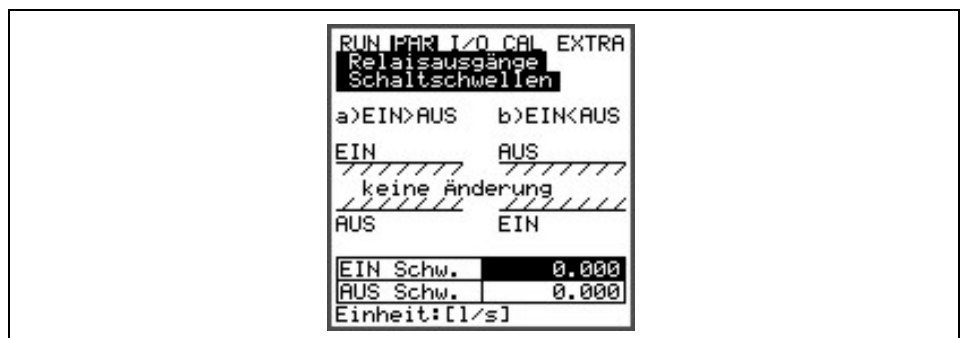 RUN PAR I/O CAL EXTRA
Relaisausgänge
Schaltschwellen
a)EIN>AUS b)EIN<AUS
EIN AUS
keine Änderung
AUS EIN
EIN Schw. 0.000
AUS Schw. 0.000
Einheit:[l/s]